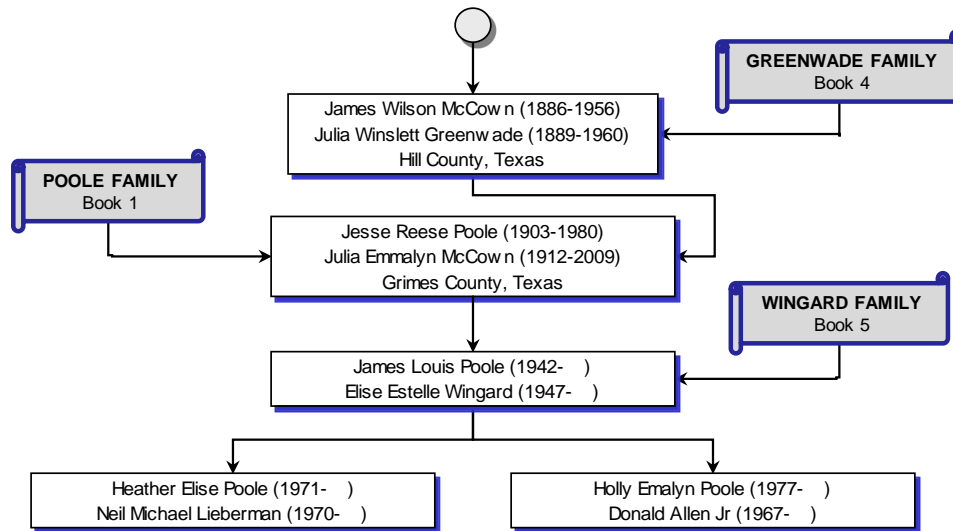 GREENWADE FAMILY
Book 4
James Wilson McCown (1886-1956)
Julia Winslett Greenwade (1889-1960)
Hill County, Texas
POOLE FAMILY
Book 1
Jesse Reese Poole (1903-1980)
Julia Emmalyn McCown (1912-2009)
Grimes County, Texas
WINGARD FAMILY
Book 5
James Louis Poole (1942-    )
Elise Estelle Wingard (1947-    )
Heather Elise Poole (1971-    )
Neil Michael Lieberman (1970-    )
Holly Emalyn Poole (1977-    )
Donald Allen Jr (1967-    )